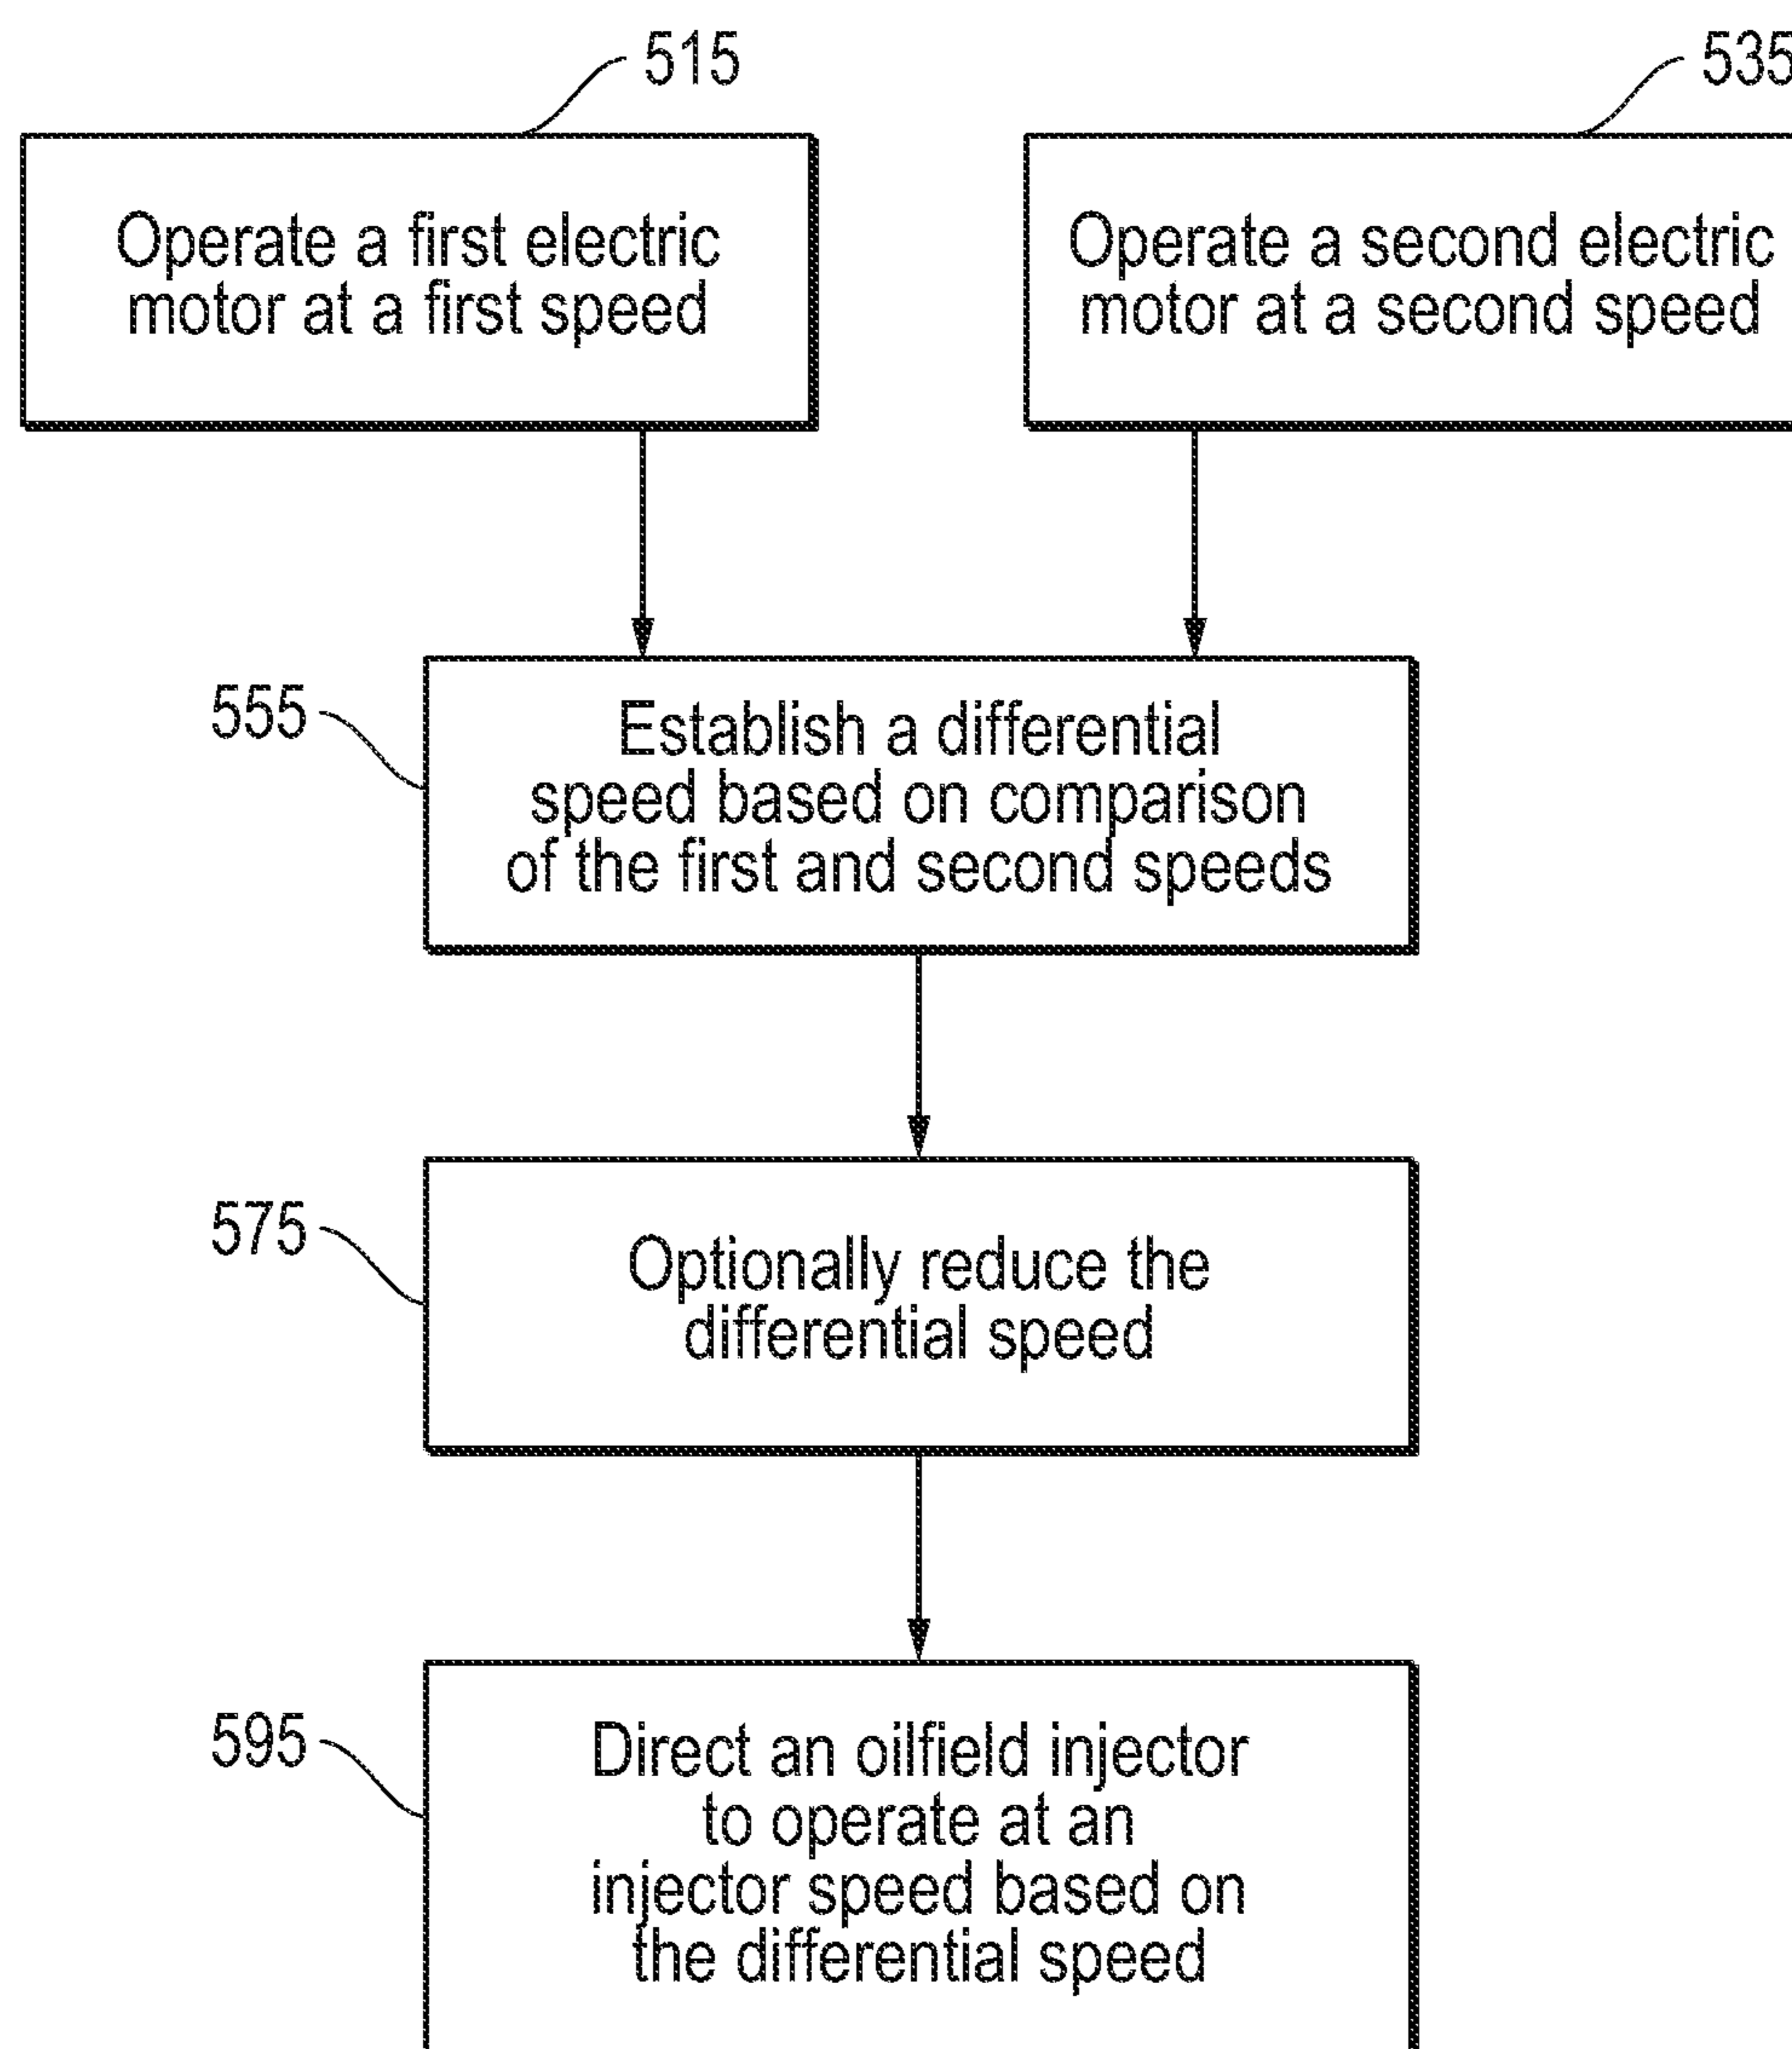 515
535
Operate a first electric
motor at a first speed
Operate a second electric
motor at a second speed
555
Establish a differential
speed based on comparison
of the first and second speeds
575
Optionally reduce the
differential speed
595
Direct an oilfield injector
to operate at an
injector speed based on
the differential speed